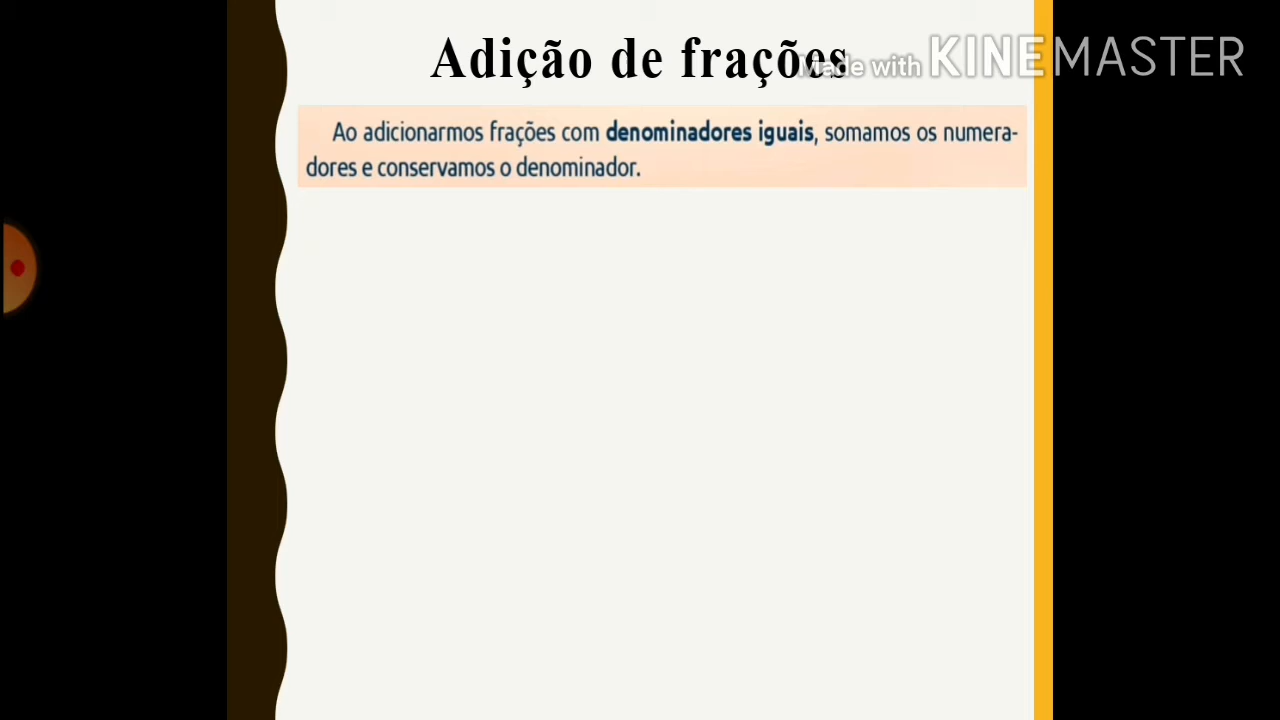 Adição de frações
Made with KINEMASTER
Ao adicionarmos frações com denominadores iguais, somamos os numera-
dores e conservamos o denominador.